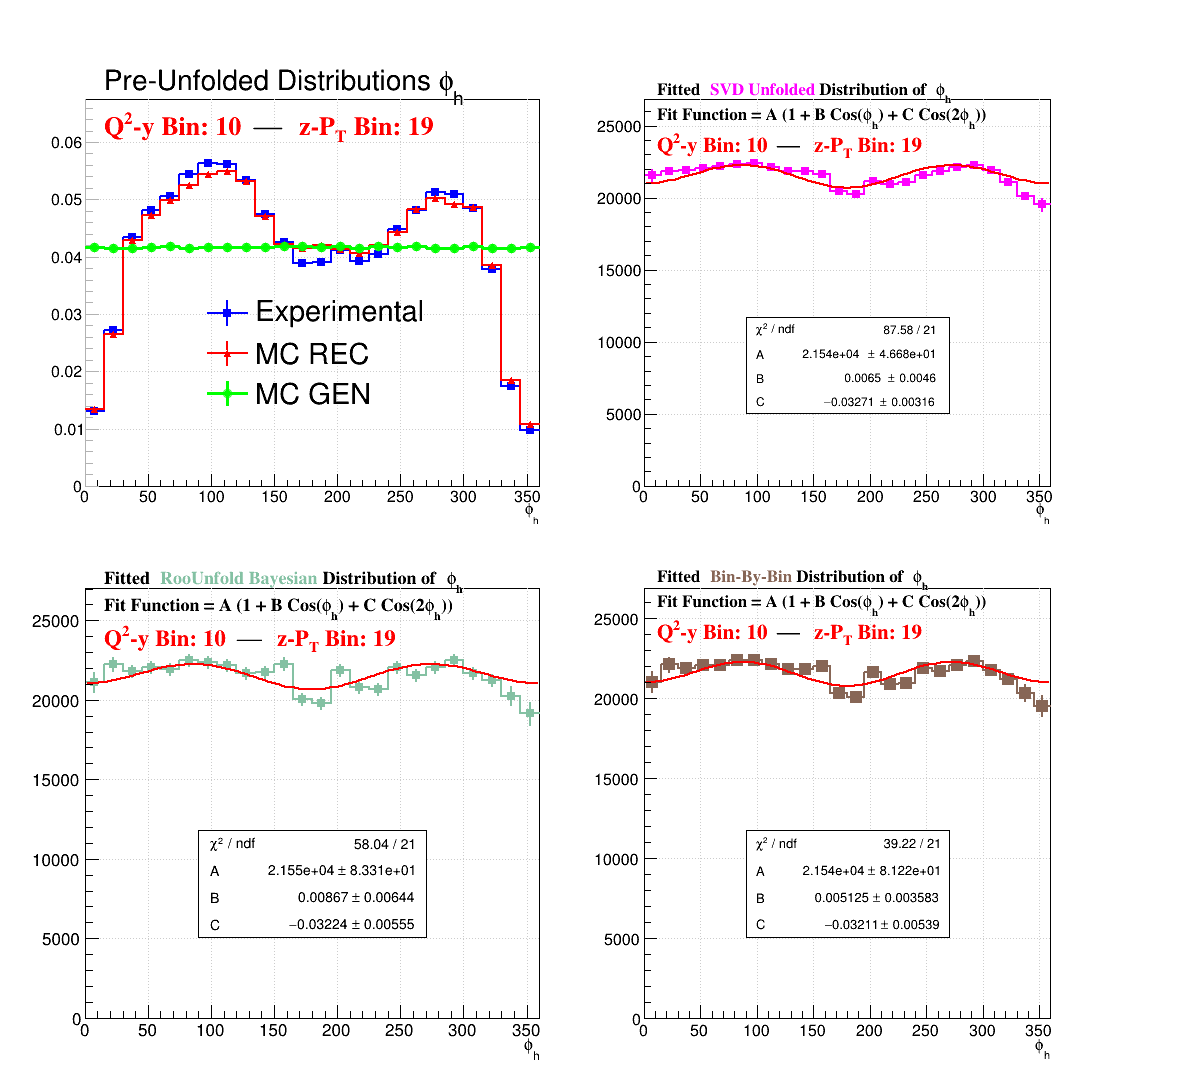 Pre-Unfolded Distributions ϕ_h
Q²-y Bin: 10 — z-P_T Bin: 19
0.06
0.05
0.04
0.03
0.02
0.01
0
Experimental
MC REC
MC GEN
0 50 100 150 200 250 300 350
ϕ_h
Fitted SVD Unfolded Distribution of ϕ_h
Fit Function = A (1 + B Cos(ϕ_h) + C Cos(2ϕ_h))
Q²-y Bin: 10 — z-P_T Bin: 19
25000
20000
15000
10000
5000
0
χ² / ndf 87.58 / 21
A 2.154e+04 ± 4.668e+01
B 0.0065 ± 0.0046
C −0.03271 ± 0.00316
0 50 100 150 200 250 300 350
ϕ_h
Fitted RooUnfold Bayesian Distribution of ϕ_h
Fit Function = A (1 + B Cos(ϕ_h) + C Cos(2ϕ_h))
Q²-y Bin: 10 — z-P_T Bin: 19
25000
20000
15000
10000
5000
0
χ² / ndf 58.04 / 21
A 2.155e+04 ± 8.331e+01
B 0.00867 ± 0.00644
C −0.03224 ± 0.00555
0 50 100 150 200 250 300 350
ϕ_h
Fitted Bin-By-Bin Distribution of ϕ_h
Fit Function = A (1 + B Cos(ϕ_h) + C Cos(2ϕ_h))
Q²-y Bin: 10 — z-P_T Bin: 19
25000
20000
15000
10000
5000
0
χ² / ndf 39.22 / 21
A 2.154e+04 ± 8.122e+01
B 0.005125 ± 0.003583
C −0.03211 ± 0.00539
0 50 100 150 200 250 300 350
ϕ_h